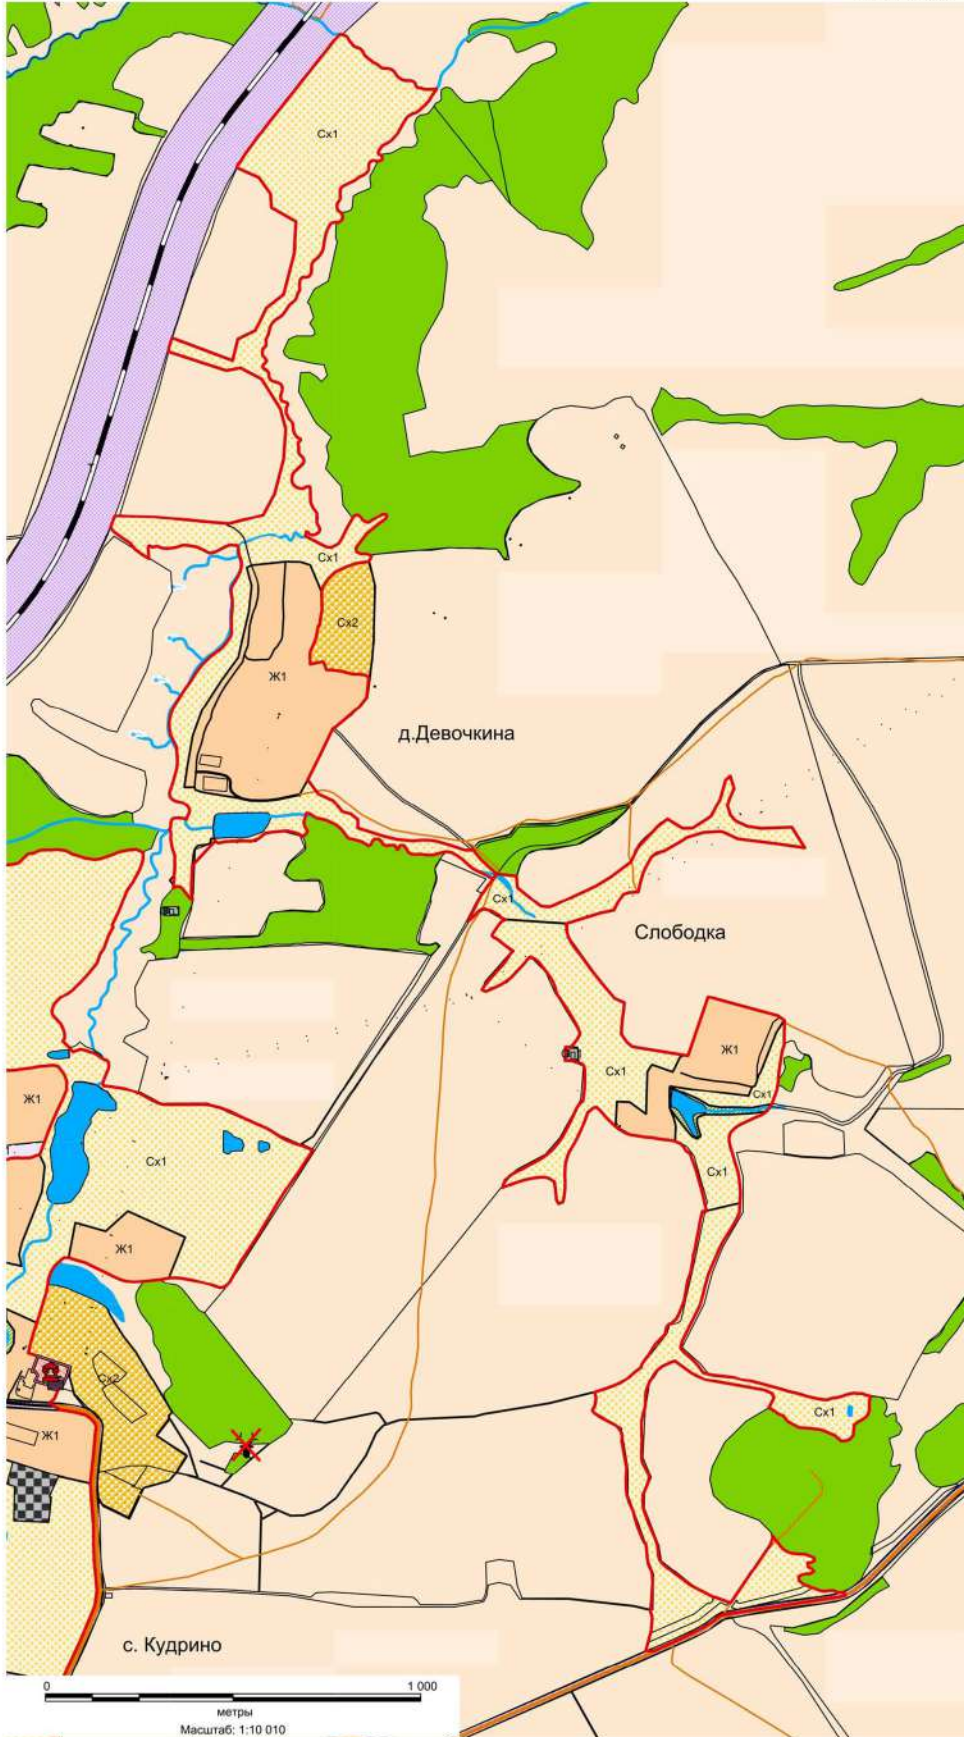 Сх1
Сх1
Сх2
Ж1
д.Девочкина
Сх1
Слободка
Ж1
Сх1
Сх1
Ж1
Сх1
Сх1
Ж1
Сх2
Сх1
Ж1
с. Кудрино
0 1 000
метры
Масштаб: 1:10 010